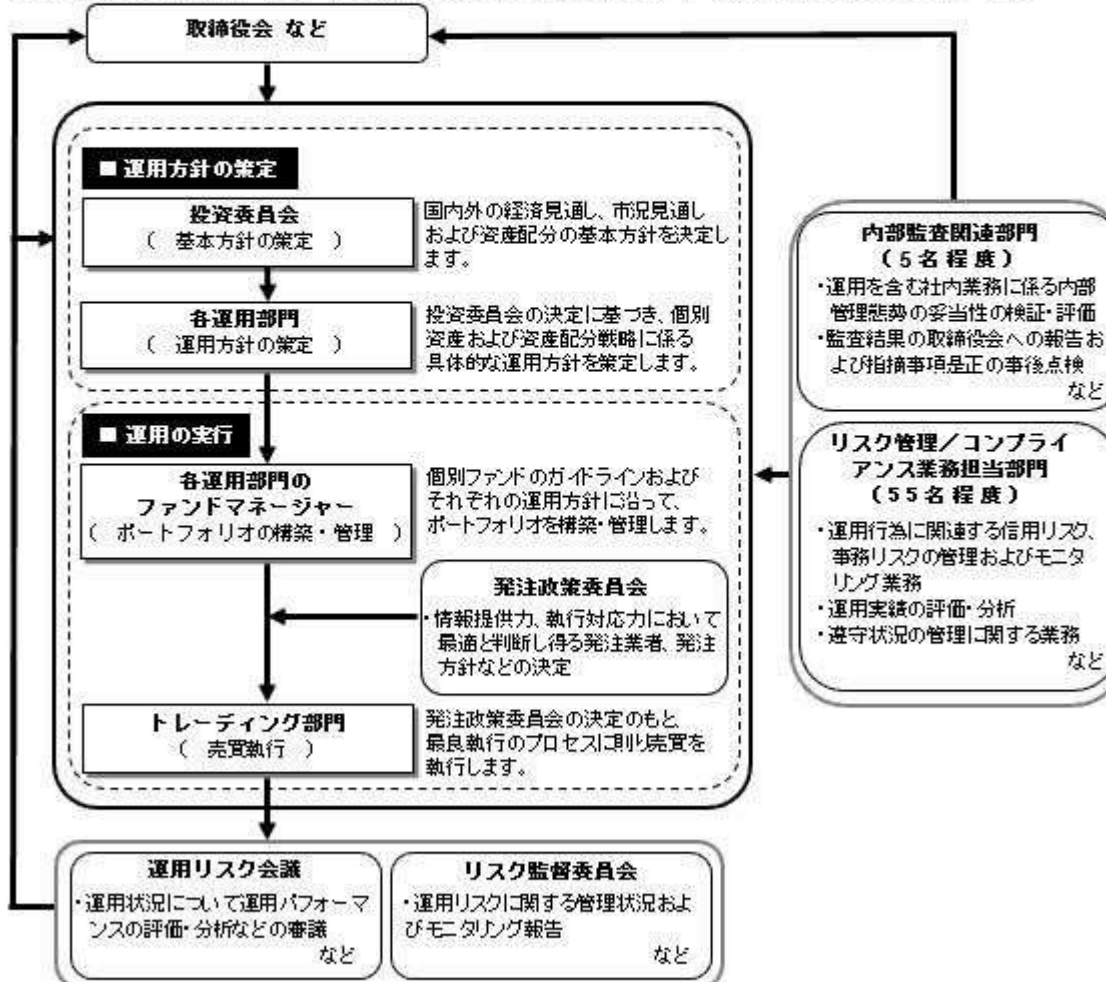 取締役会 など
■ 運用方針の策定
投資委員会
( 基本方針の策定 )
国内外の経済見通し、市況見通し
および資産配分の基本方針を決定し
ます。
各運用部門
( 運用方針の策定 )
投資委員会の決定に基づき、個別
資産および資産配分戦略に係る
具体的な運用方針を策定します。
■ 運用の実行
各運用部門の
ファンドマネージャー
( ポートフォリオの構築・管理 )
個別ファンドのガイドラインおよび
それぞれの運用方針に沿って、
ポートフォリオを構築・管理します。
発注政策委員会
・情報提供力、執行対応力において
最適と判断し得る発注業者、発注
方針などの決定
トレーディング部門
( 売買執行 )
発注政策委員会の決定のもと
最良執行のプロセスに則り売買を
執行します。
内部監査関連部門
(5名程度)
・運用を含む社内業務に係る内部
管理態勢の妥当性の検証・評価
・監査結果の取締役会への報告お
よび指摘事項是正の事後点検
など
リスク管理/コンプライ
アンス業務担当部門
(55名程度)
・運用行為に関連する信用リスク、
事務リスクの管理およびモニタ
リング業務
・運用実績の評価・分析
・遵守状況の管理に関する業務
など
運用リスク会議
・運用状況について運用パフォーマ
ンスの評価・分析などの審議
など
リスク監督委員会
・運用リスクに関する管理状況およ
びモニタリング報告
など